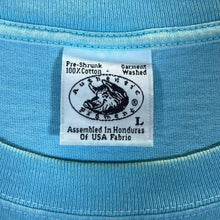 Pre-Shrunk Garment
100% Cotton Washed
Authentic
Pigment ®
L
Assembled In Honduras
Of USA Fabric